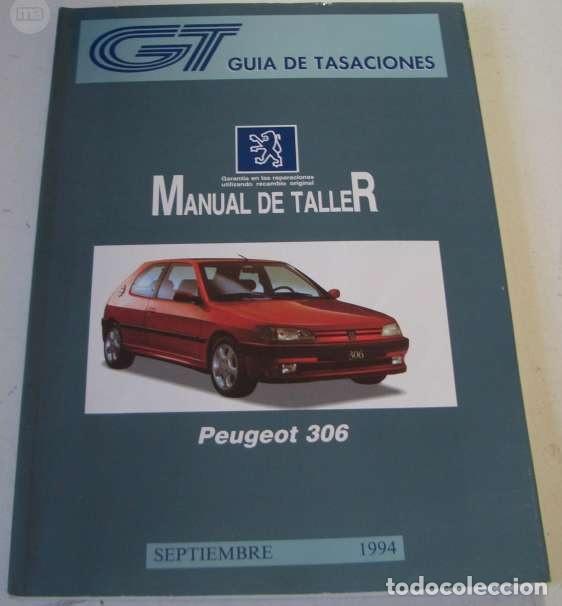 ma
GT GUIA DE TASACIONES
Garantía en las reparaciones
utilizando recambio original
MANUAL DE TALLER
306
Peugeot 306
SEPTIEMBRE 1994
todocoleccion